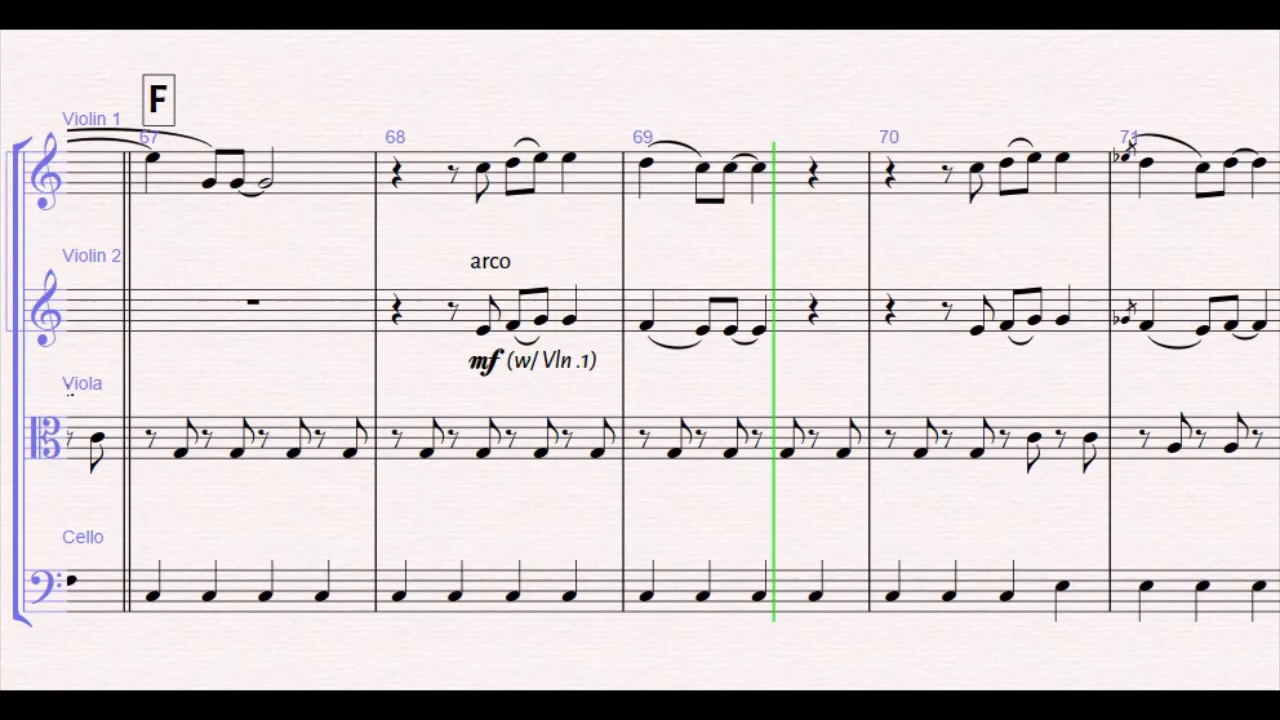 F
Violin 1
67 68 69 70 71
Violin 2
arco
mf (w/ Vln .1)
Viola
Cello